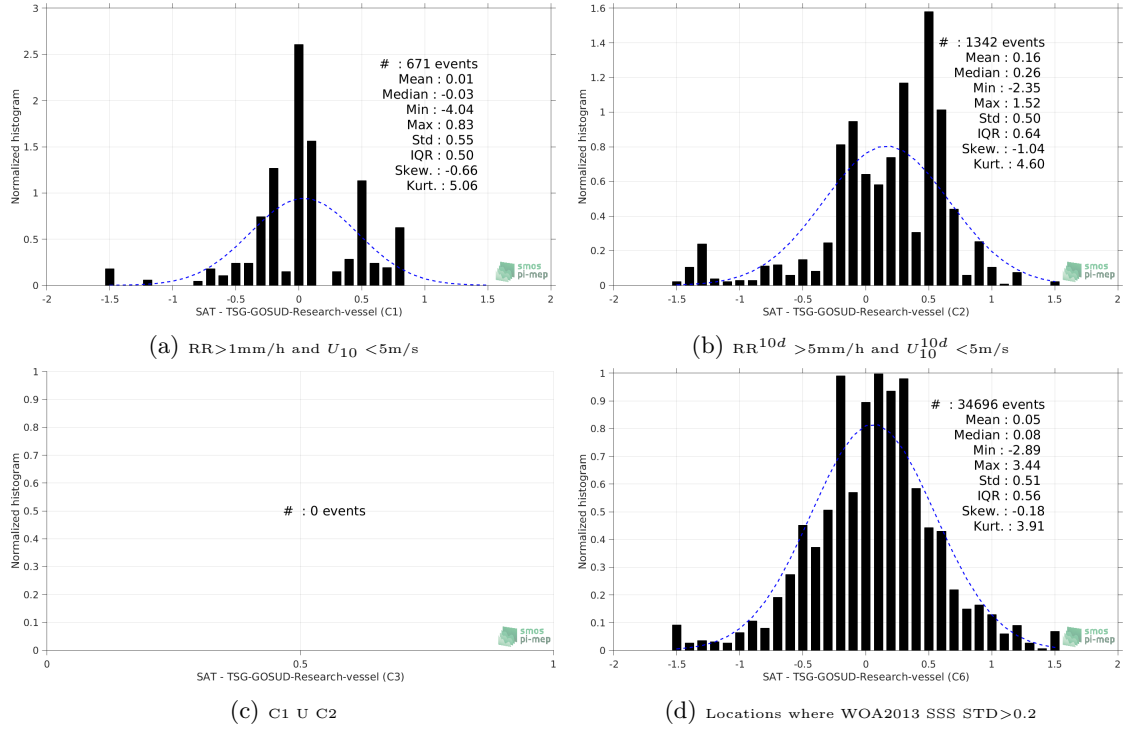 3
2.5
2
1.5
1
0.5
0
Normalized histogram
# : 671 events
Mean : 0.01
Median : -0.03
Min : -4.04
Max : 0.83
Std : 0.55
IQR : 0.50
Skew. : -0.66
Kurt. : 5.06
smos
pi-mep
-2 -1.5 -1 -0.5 0 0.5 1 1.5 2
SAT - TSG-GOSUD-Research-vessel (C1)
(a) RR>1mm/h and U10 <5m/s
1.6
1.4
1.2
1
0.8
0.6
0.4
0.2
0
Normalized histogram
# : 1342 events
Mean : 0.16
Median : 0.26
Min : -2.35
Max : 1.52
Std : 0.50
IQR : 0.64
Skew. : -1.04
Kurt. : 4.60
smos
pi-mep
-2 -1.5 -1 -0.5 0 0.5 1 1.5 2
SAT - TSG-GOSUD-Research-vessel (C2)
(b) RR10d >5mm/h and U10d10 <5m/s
1
0.9
0.8
0.7
0.6
0.5
0.4
0.3
0.2
0.1
0
Normalized histogram
# : 0 events
smos
pi-mep
0 0.5 1
SAT - TSG-GOSUD-Research-vessel (C3)
(c) C1 U C2
1
0.9
0.8
0.7
0.6
0.5
0.4
0.3
0.2
0.1
0
Normalized histogram
# : 34696 events
Mean : 0.05
Median : 0.08
Min : -2.89
Max : 3.44
Std : 0.51
IQR : 0.56
Skew. : -0.18
Kurt. : 3.91
smos
pi-mep
-2 -1.5 -1 -0.5 0 0.5 1 1.5 2
SAT - TSG-GOSUD-Research-vessel (C6)
(d) Locations where WOA2013 SSS STD>0.2